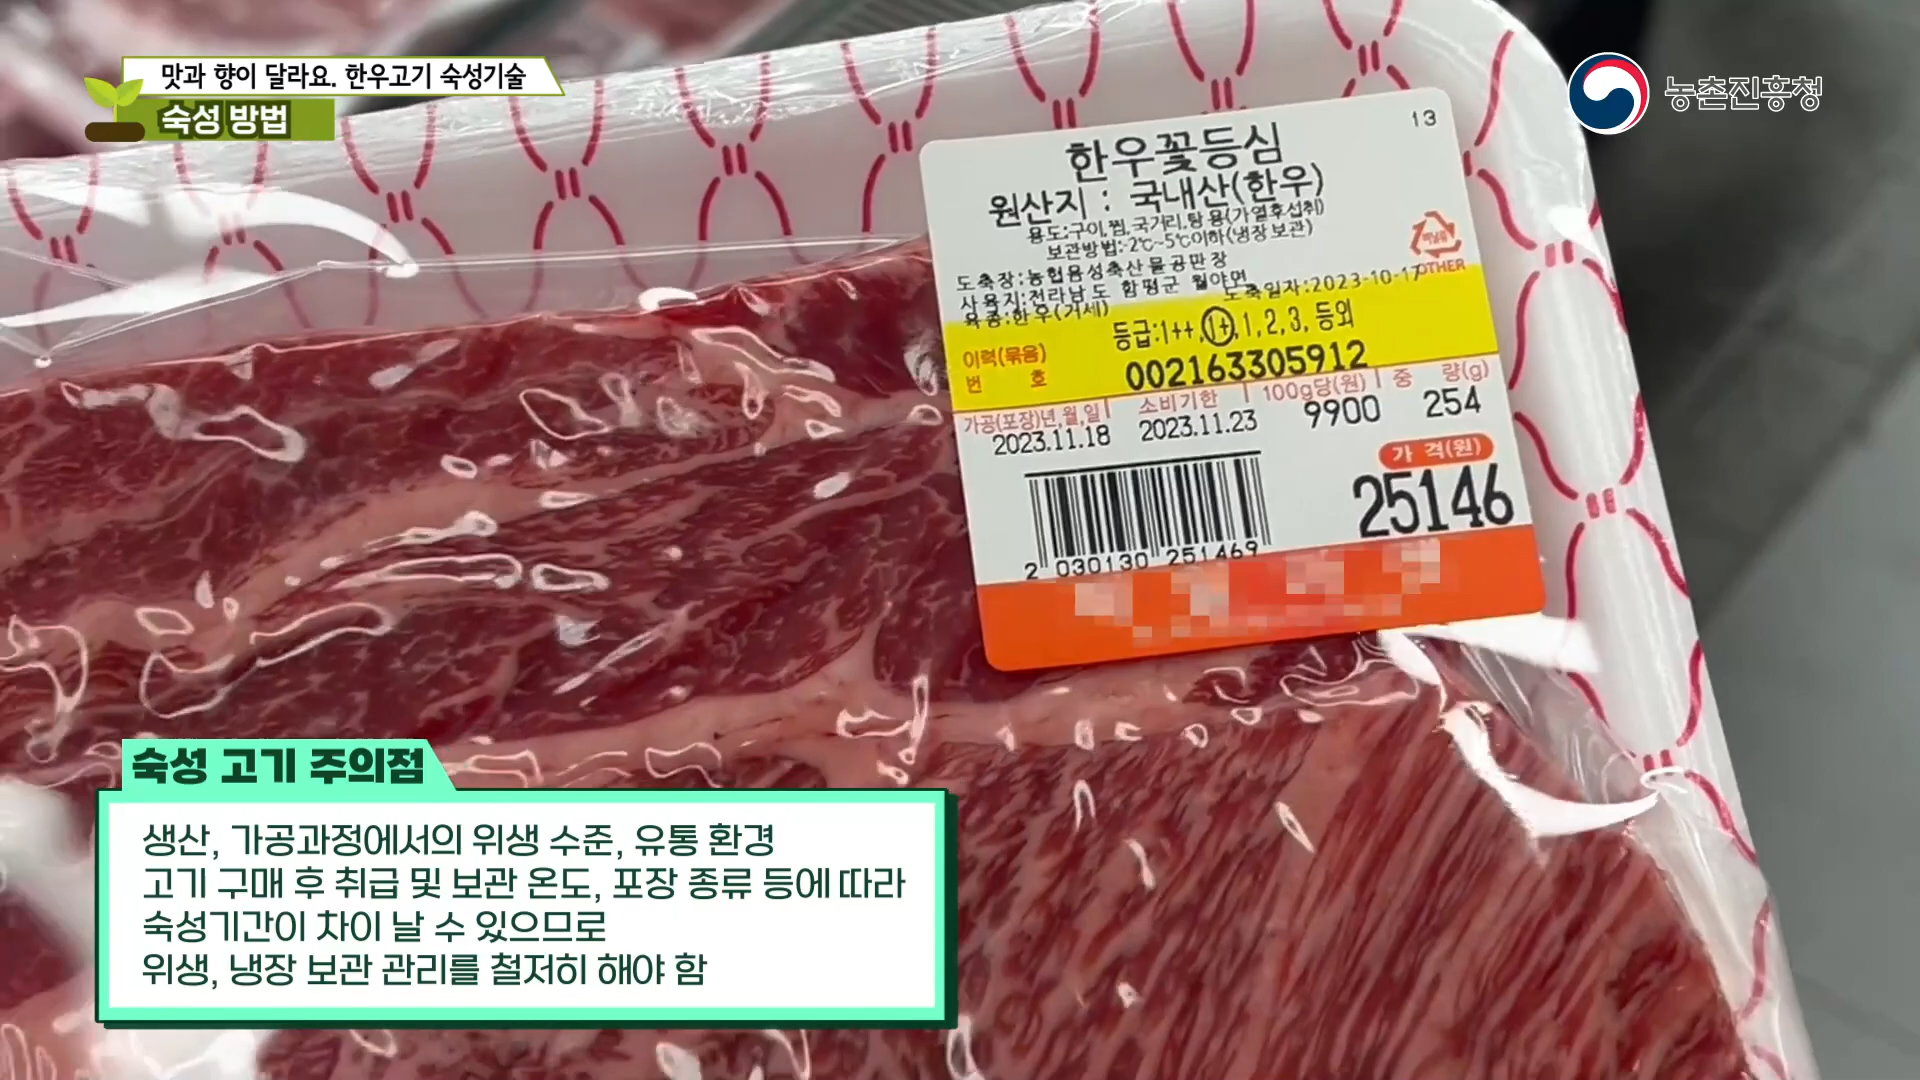 맛과 향이 달라요. 한우고기 숙성기술
숙성 방법
농촌진흥청
13
한우꽃등심
원산지 : 국내산(한우)
용도:구이,찜,국거리,탕용(가열후섭취)
보관방법:-2℃~5℃이하(냉장보관)
도축장:농협음성축산물공판장
사육지:전라남도 함평군 월야면
도축일자:2023-10-17
육종:한우(거세)
OTHER
등급:1++,1+,1,2,3,등외
이력(묶음)
번 호
002163305912
가공(포장)년,월,일 소비기한 100g당(원) 중 량(g)
2023.11.18 2023.11.23 9900 254
가 격(원)
25146
2 030130 251469
숙성 고기 주의점
생산, 가공과정에서의 위생 수준, 유통 환경
고기 구매 후 취급 및 보관 온도, 포장 종류 등에 따라
숙성기간이 차이 날 수 있으므로
위생, 냉장 보관 관리를 철저히 해야 함